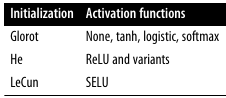 Initialization Activation functions
Glorot None, tanh, logistic, softmax
He ReLU and variants
LeCun SELU